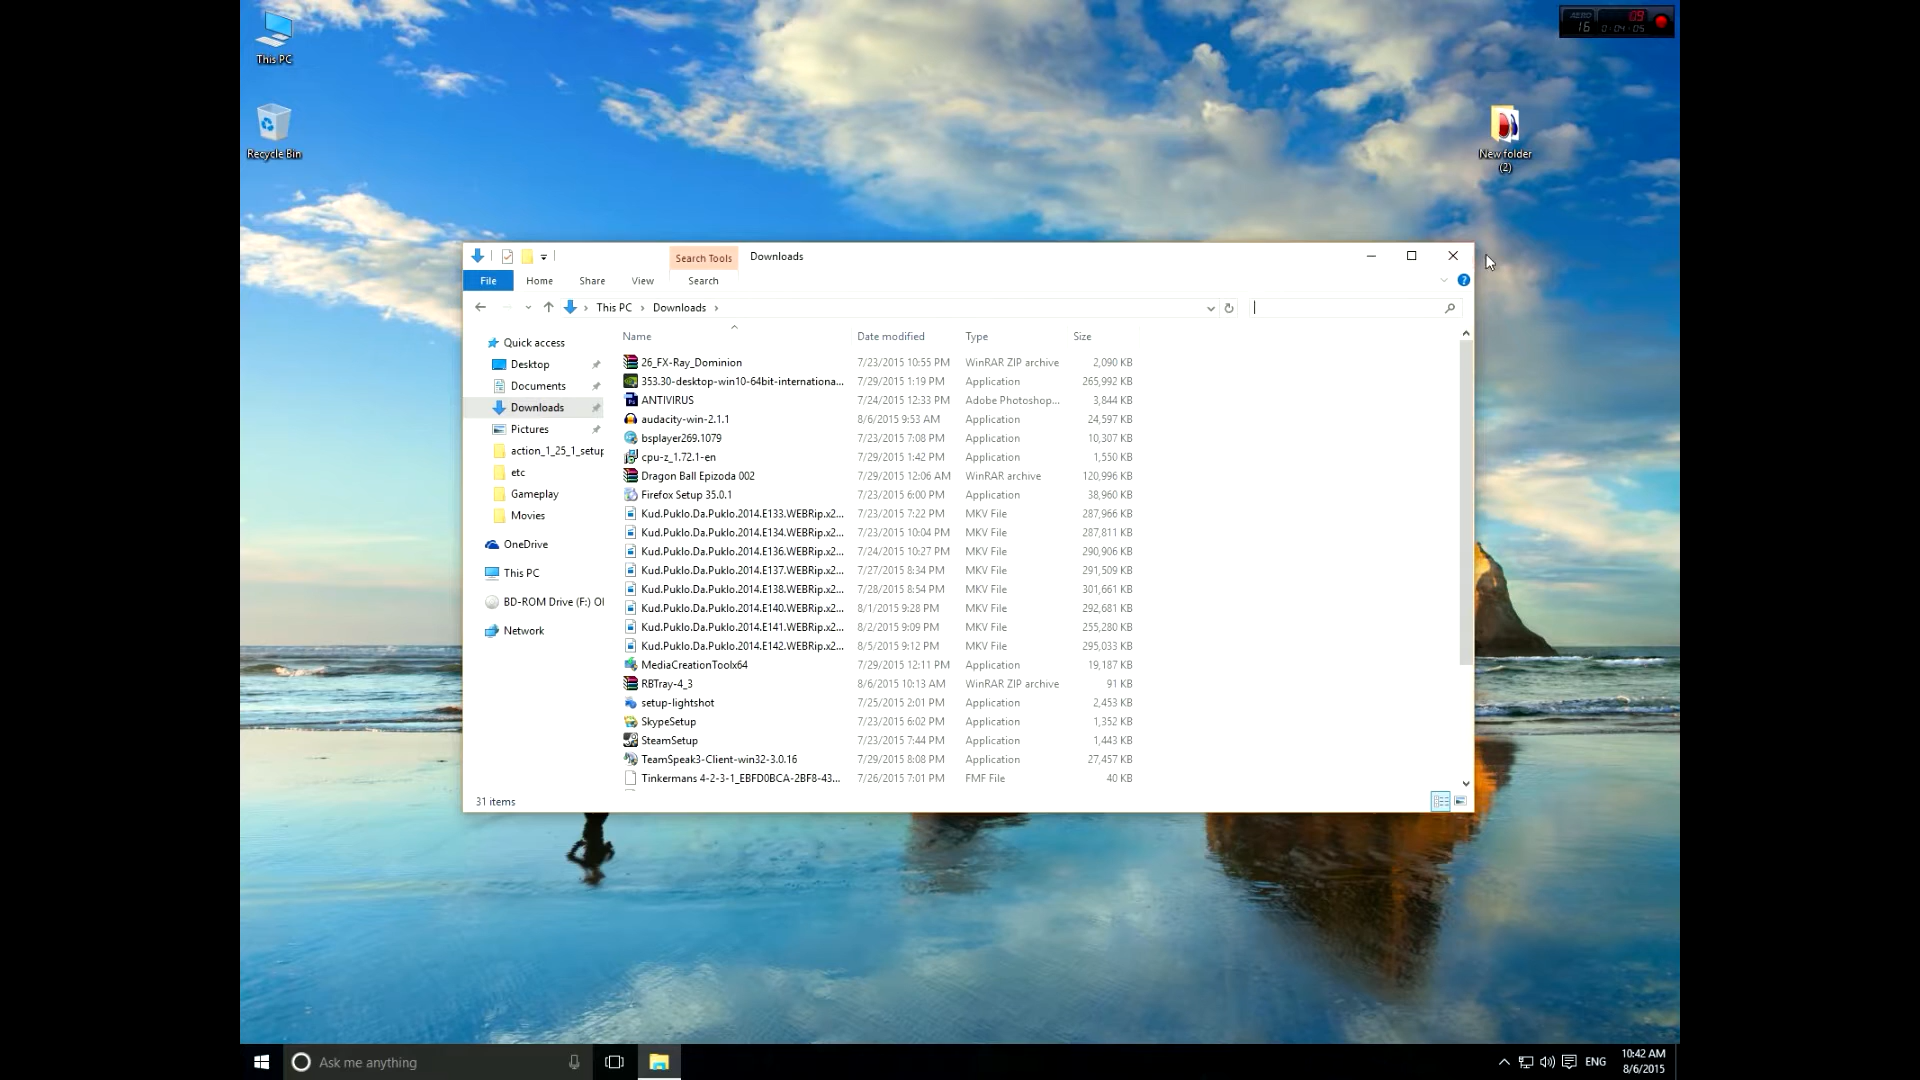 This PC
Recycle Bin
AERO 09
16 0:04:05
New folder
(2)
Search Tools Downloads
File Home Share View Search
This PC Downloads
Name Date modified Type Size
Quick access
Desktop
Documents
Downloads
Pictures
action_1_25_1_setup
etc
Gameplay
Movies
OneDrive
This PC
BD-ROM Drive (F:)
Network
26_FX-Ray_Dominion 7/23/2015 10:55 PM WinRAR ZIP archive 2,090 KB
353.30-desktop-win10-64bit-internationa... 7/29/2015 1:19 PM Application 265,992 KB
ANTIVIRUS 7/24/2015 12:33 PM Adobe Photoshop... 3,844 KB
audacity-win-2.1.1 8/6/2015 9:53 AM Application 24,597 KB
bsplayer269.1079 7/23/2015 7:08 PM Application 10,307 KB
cpu-z_1.72.1-en 7/29/2015 1:42 PM Application 1,550 KB
Dragon Ball Epizoda 002 7/29/2015 12:06 AM WinRAR archive 120,996 KB
Firefox Setup 35.0.1 7/23/2015 6:00 PM Application 38,960 KB
Kud.Puklo.Da.Puklo.2014.E133.WEBRip.x2... 7/23/2015 7:22 PM MKV File 287,966 KB
Kud.Puklo.Da.Puklo.2014.E134.WEBRip.x2... 7/23/2015 10:04 PM MKV File 287,811 KB
Kud.Puklo.Da.Puklo.2014.E136.WEBRip.x2... 7/24/2015 10:27 PM MKV File 290,906 KB
Kud.Puklo.Da.Puklo.2014.E137.WEBRip.x2... 7/27/2015 8:34 PM MKV File 291,509 KB
Kud.Puklo.Da.Puklo.2014.E138.WEBRip.x2... 7/28/2015 8:54 PM MKV File 301,661 KB
Kud.Puklo.Da.Puklo.2014.E140.WEBRip.x2... 8/1/2015 9:28 PM MKV File 292,681 KB
Kud.Puklo.Da.Puklo.2014.E141.WEBRip.x2... 8/2/2015 9:09 PM MKV File 255,280 KB
Kud.Puklo.Da.Puklo.2014.E142.WEBRip.x2... 8/5/2015 9:12 PM MKV File 295,033 KB
MediaCreationToolx64 7/29/2015 12:11 PM Application 19,187 KB
RBTray-4_3 8/6/2015 10:13 AM WinRAR ZIP archive 91 KB
setup-lightshot 7/25/2015 2:01 PM Application 2,453 KB
SkypeSetup 7/23/2015 6:02 PM Application 1,352 KB
SteamSetup 7/23/2015 7:44 PM Application 1,443 KB
TeamSpeak3-Client-win32-3.0.16 7/29/2015 8:08 PM Application 27,457 KB
Tinkermans 4-2-3-1_EBFD0BCA-2BF8-43... 7/26/2015 7:01 PM FMF File 40 KB
31 items
Ask me anything
ENG
10:42 AM
8/6/2015